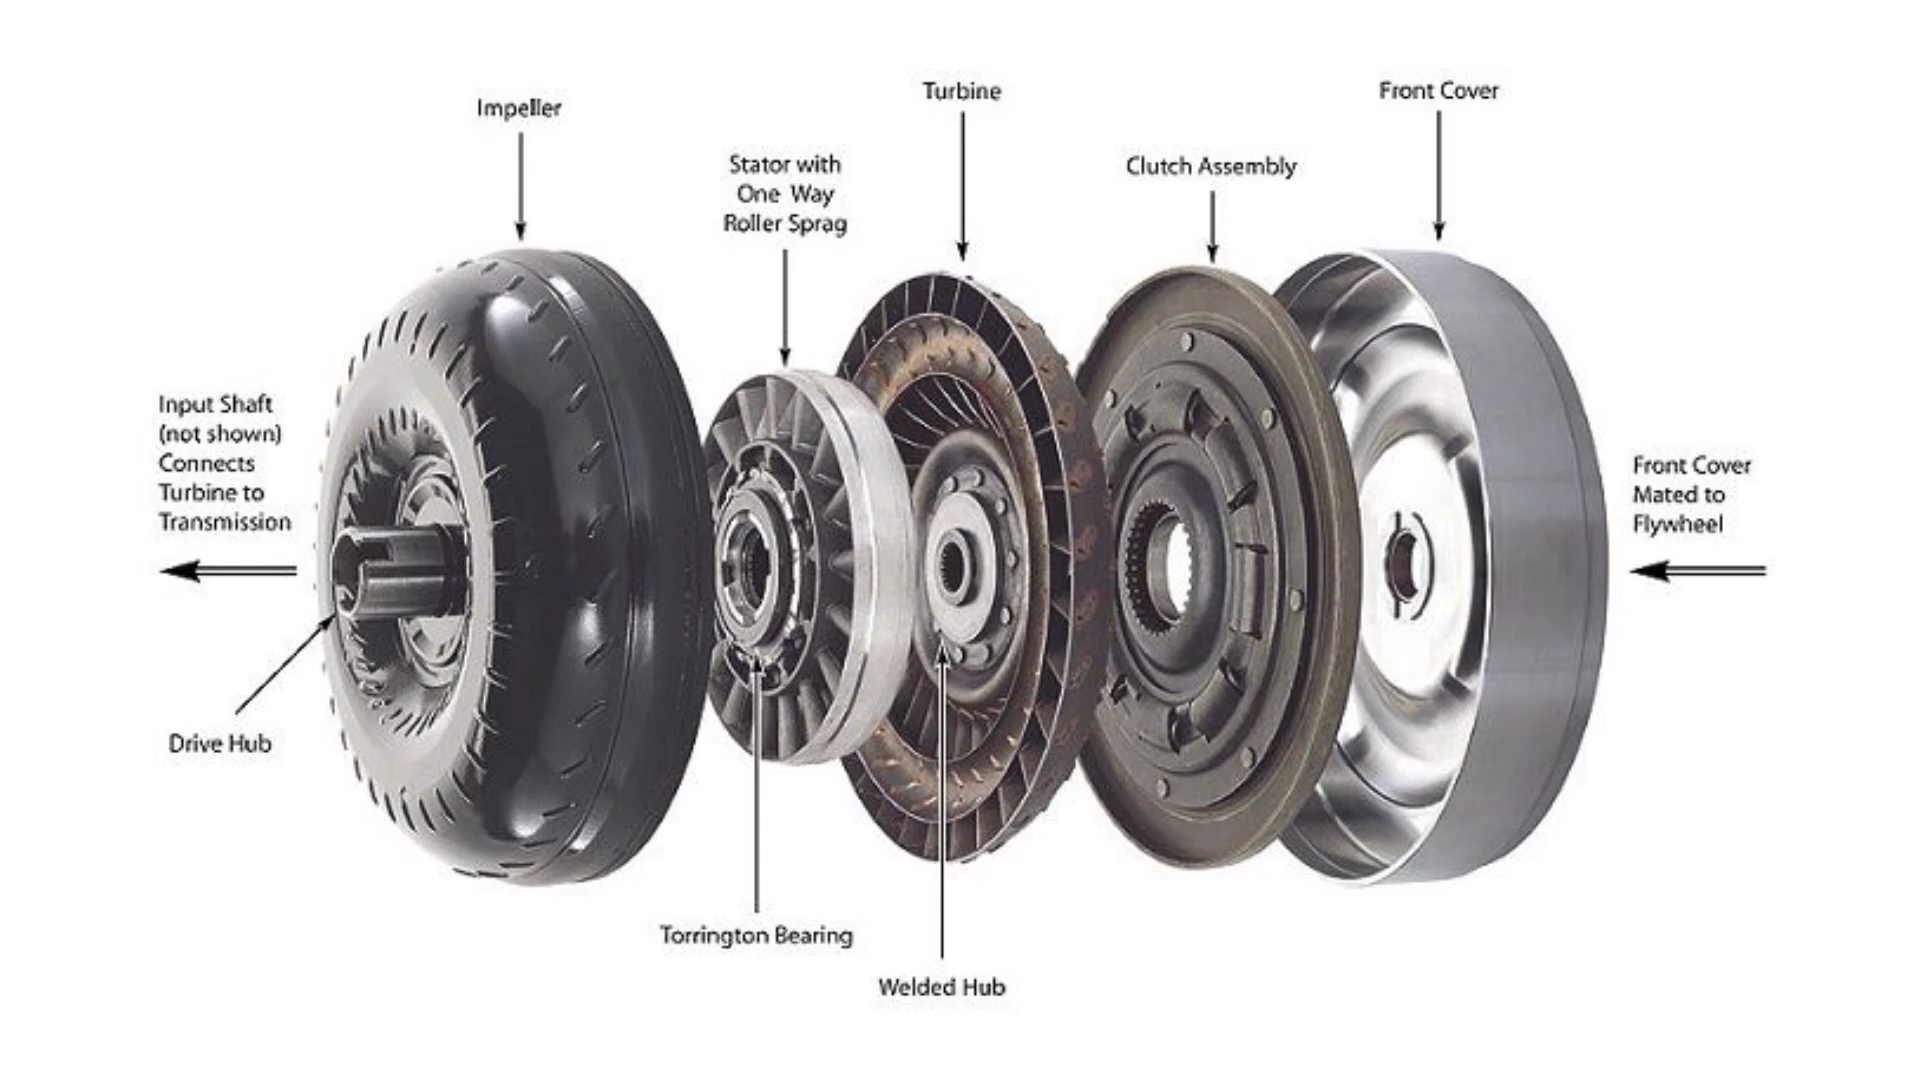 Impeller
Stator with
One Way
Roller Sprag
Turbine
Clutch Assembly
Front Cover
Input Shaft
(not shown)
Connects
Turbine to
Transmission
Front Cover
Mated to
Flywheel
Drive Hub
Torrington Bearing
Welded Hub